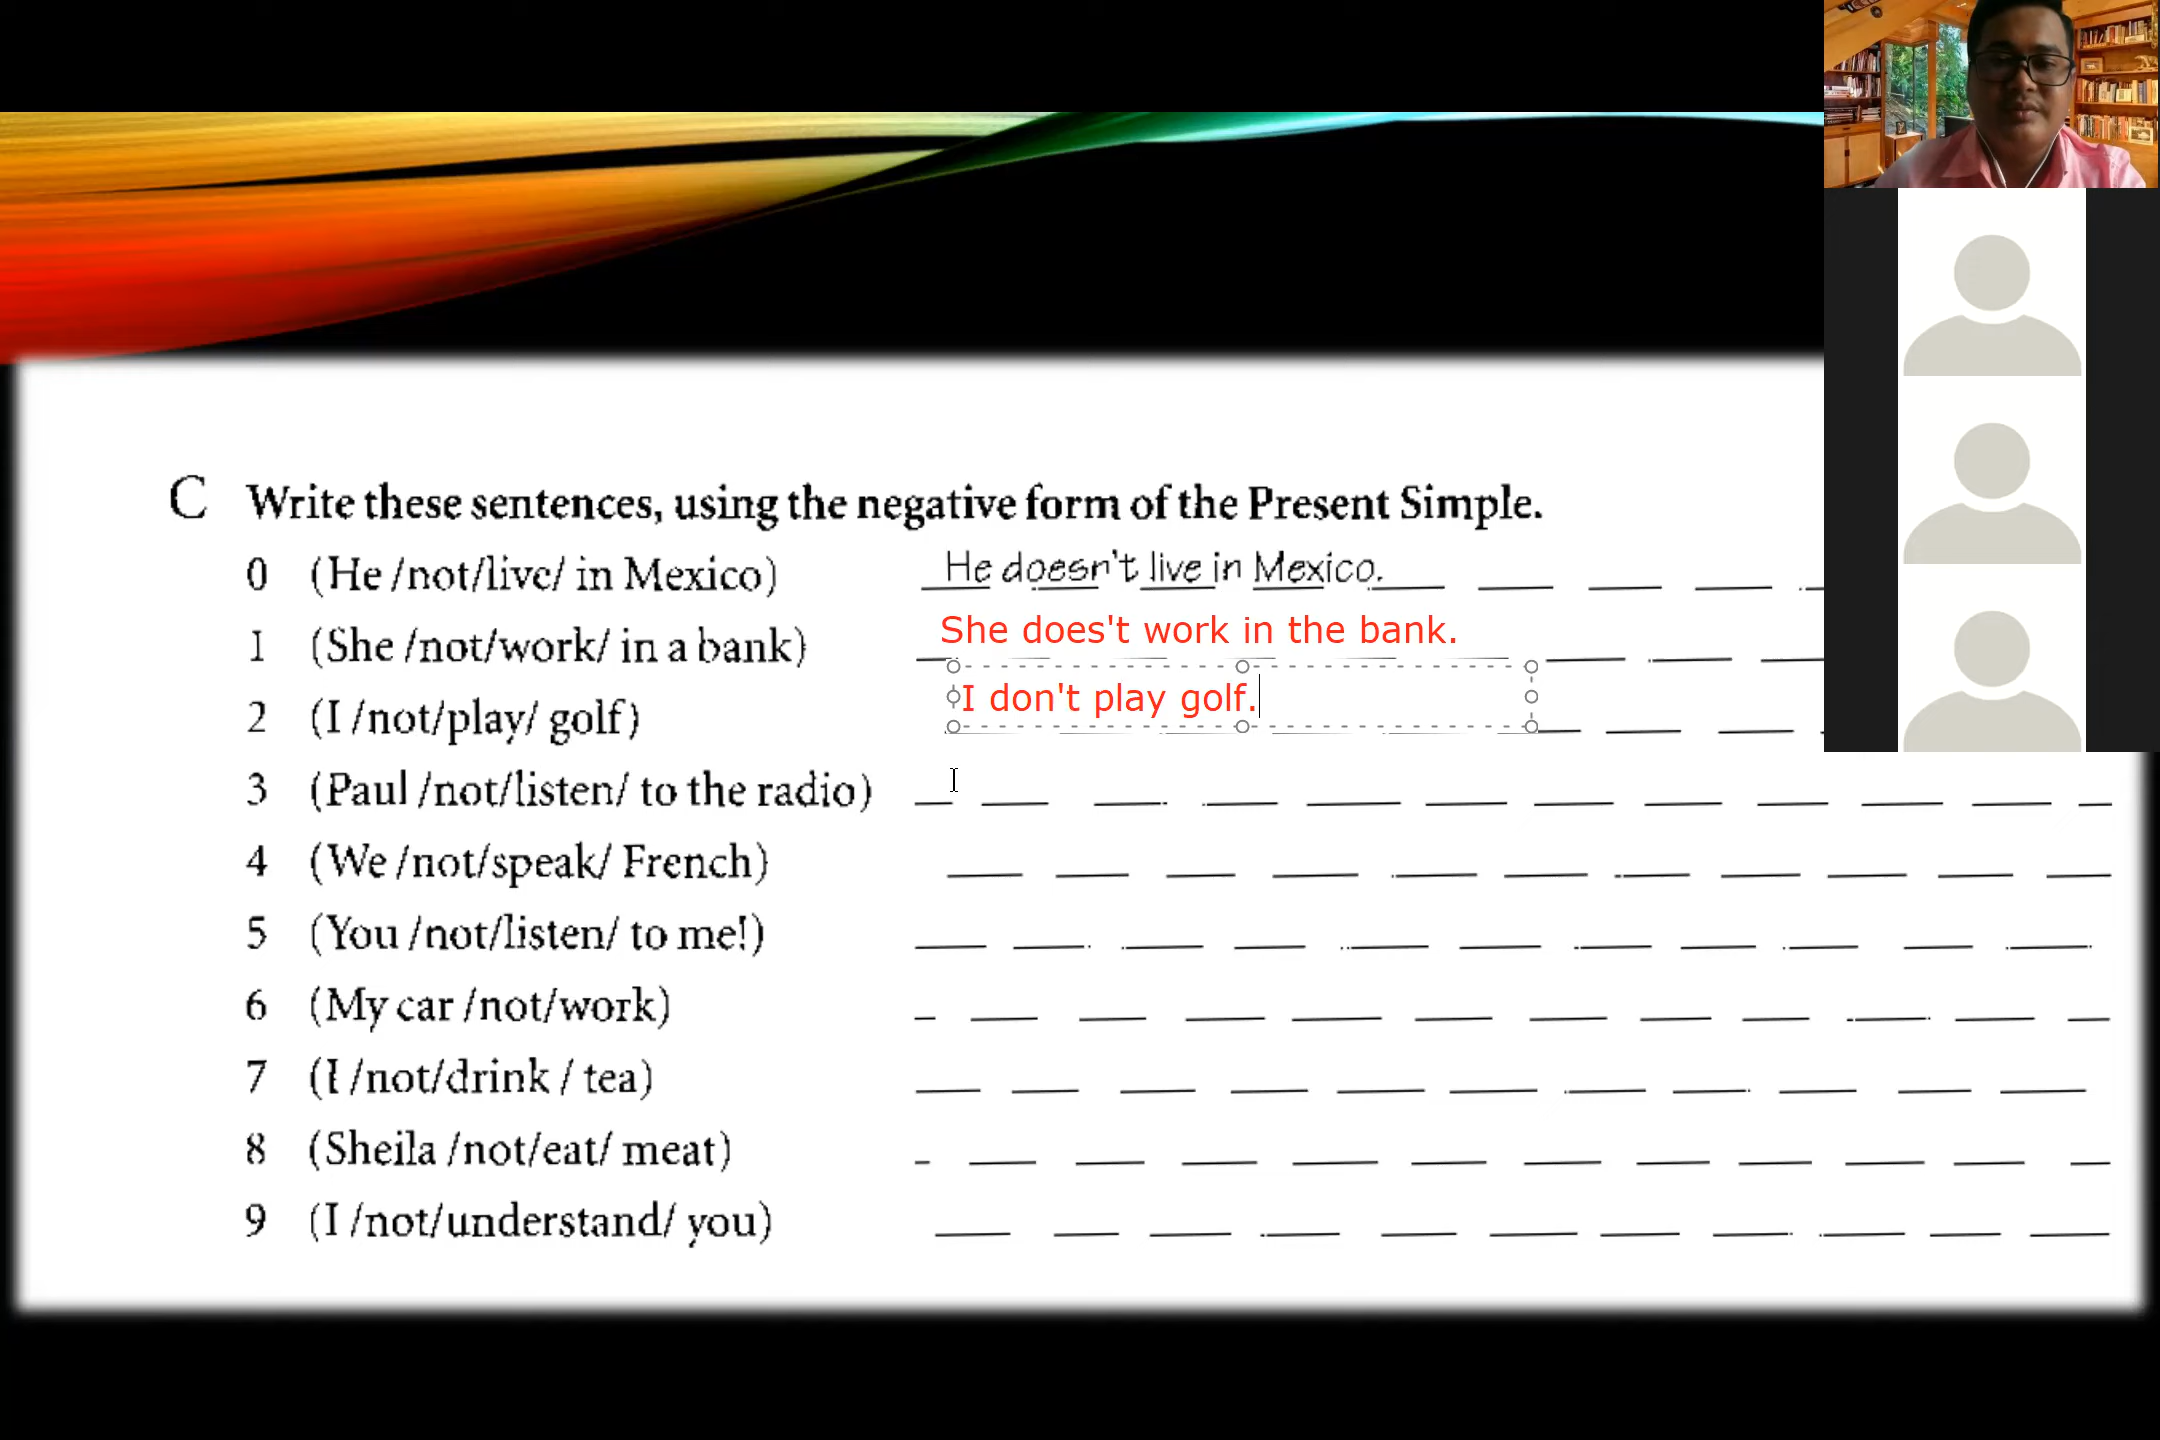 C Write these sentences, using the negative form of the Present Simple.
0 (He /not/live/ in Mexico) He doesn't live in Mexico.
1 (She /not/work/ in a bank) She does't work in the bank.
2 (I /not/play/ golf) I don't play golf.
3 (Paul /not/listen/ to the radio)
4 (We /not/speak/ French)
5 (You /not/listen/ to me!)
6 (My car /not/work)
7 (I /not/drink / tea)
8 (Sheila /not/eat/ meat)
9 (I /not/understand/ you)